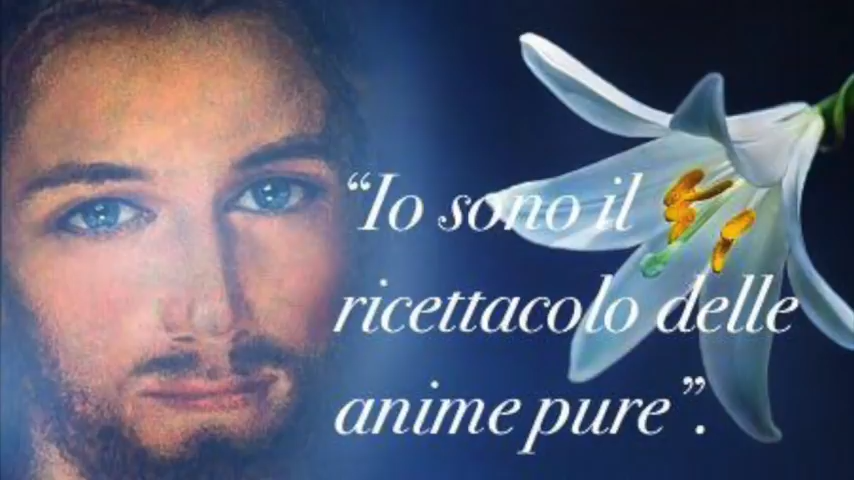 “Io sono il
ricettacolo delle
anime pure”.